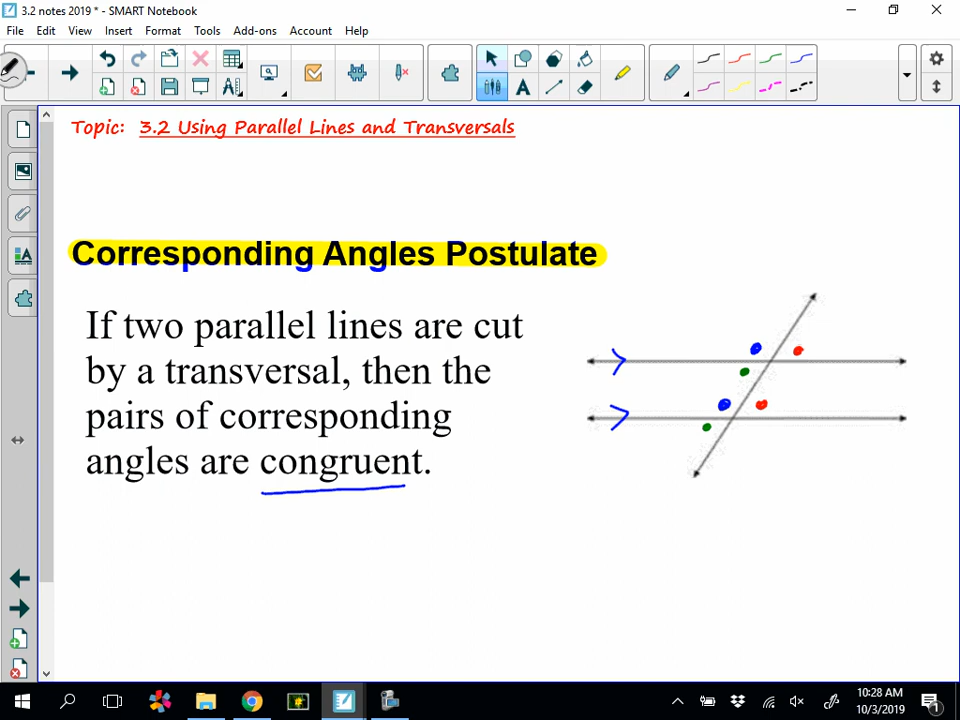 3.2 notes 2019 * - SMART Notebook
File Edit View Insert Format Tools Add-ons Account Help
Topic: 3.2 Using Parallel Lines and Transversals
Corresponding Angles Postulate
If two parallel lines are cut
by a transversal, then the
pairs of corresponding
angles are congruent.
10:28 AM
10/3/2019
1